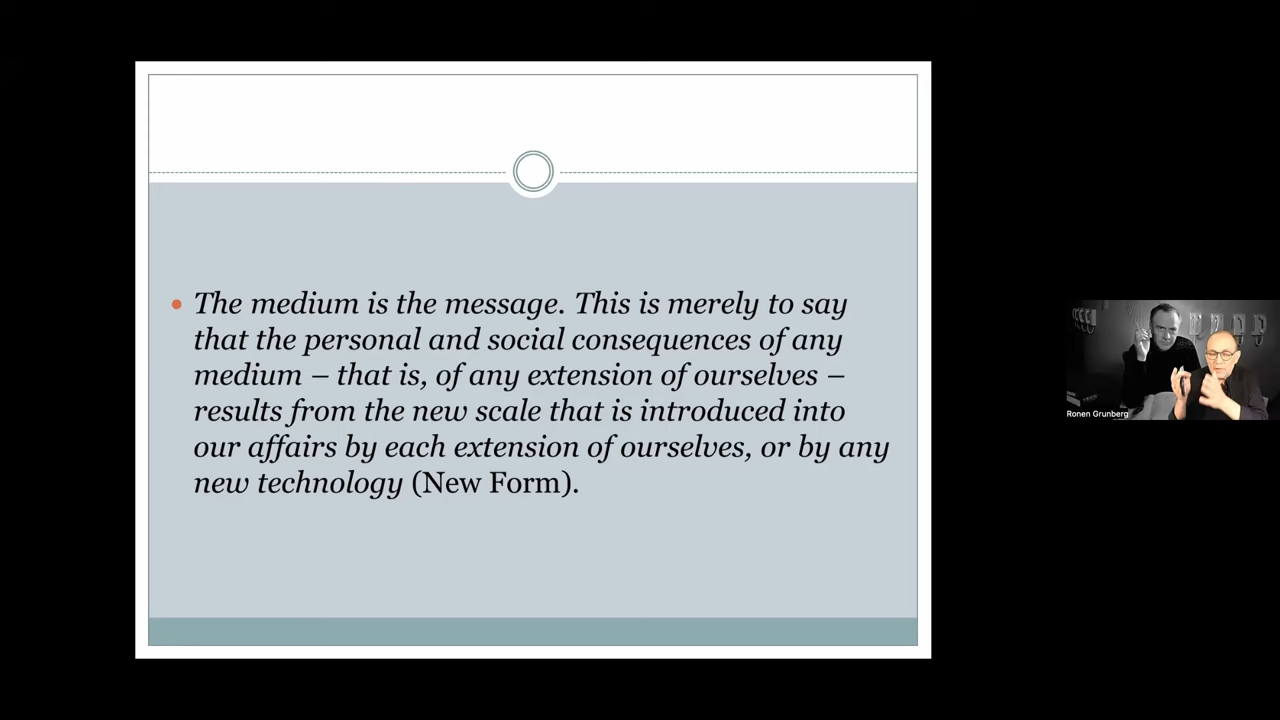 The medium is the message. This is merely to say
that the personal and social consequences of any
medium – that is, of any extension of ourselves –
results from the new scale that is introduced into
our affairs by each extension of ourselves, or by any
new technology (New Form).
Ronen Grunberg